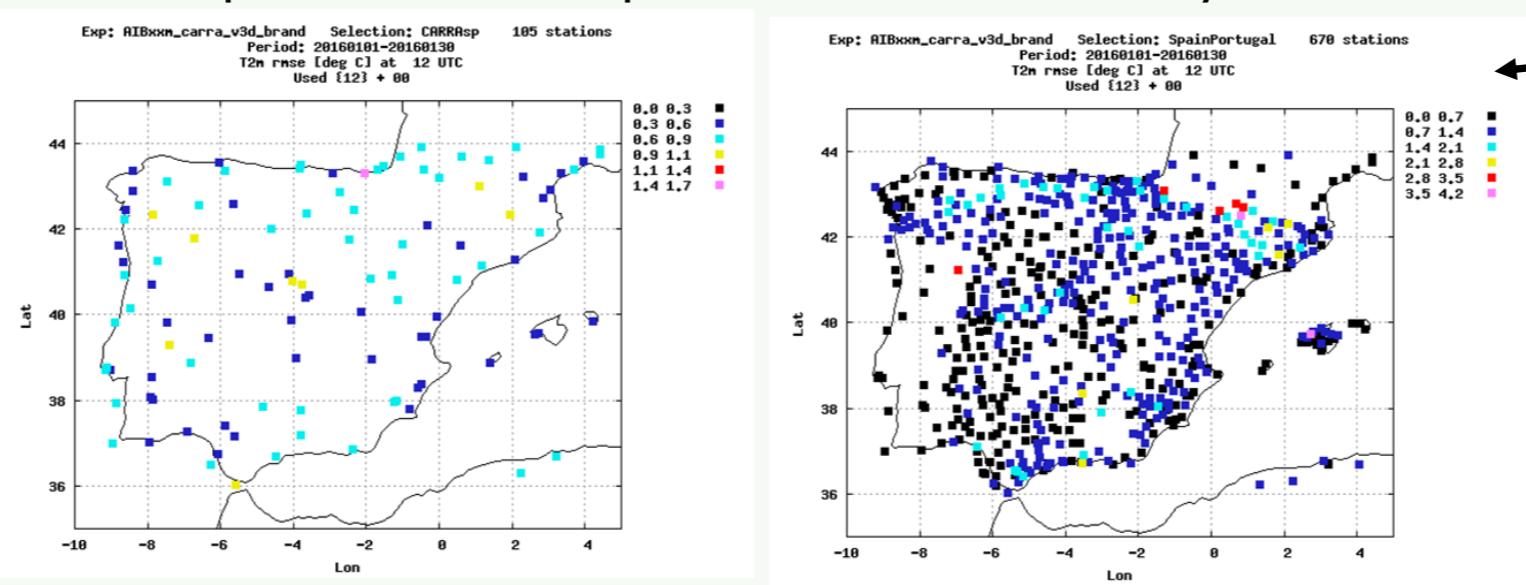 Exp: AIBxxm_carra_v3d_brand Selection: CARRAsp 105 stations
Period: 20160101-20160130
T2m rmse [deg C] at 12 UTC
Used {12} + 00
0.0 0.3
0.3 0.6
0.6 0.9
0.9 1.1
1.1 1.4
1.4 1.7
44
42
40
38
36
Lat
-10 -8 -6 -4 -2 0 2 4
Lon
Exp: AIBxxm_carra_v3d_brand Selection: SpainPortugal 670 stations
Period: 20160101-20160130
T2m rmse [deg C] at 12 UTC
Used {12} + 00
0.0 0.7
0.7 1.4
1.4 2.1
2.1 2.8
2.8 3.5
3.5 4.2
44
42
40
38
36
Lat
-10 -8 -6 -4 -2 0 2 4
Lon